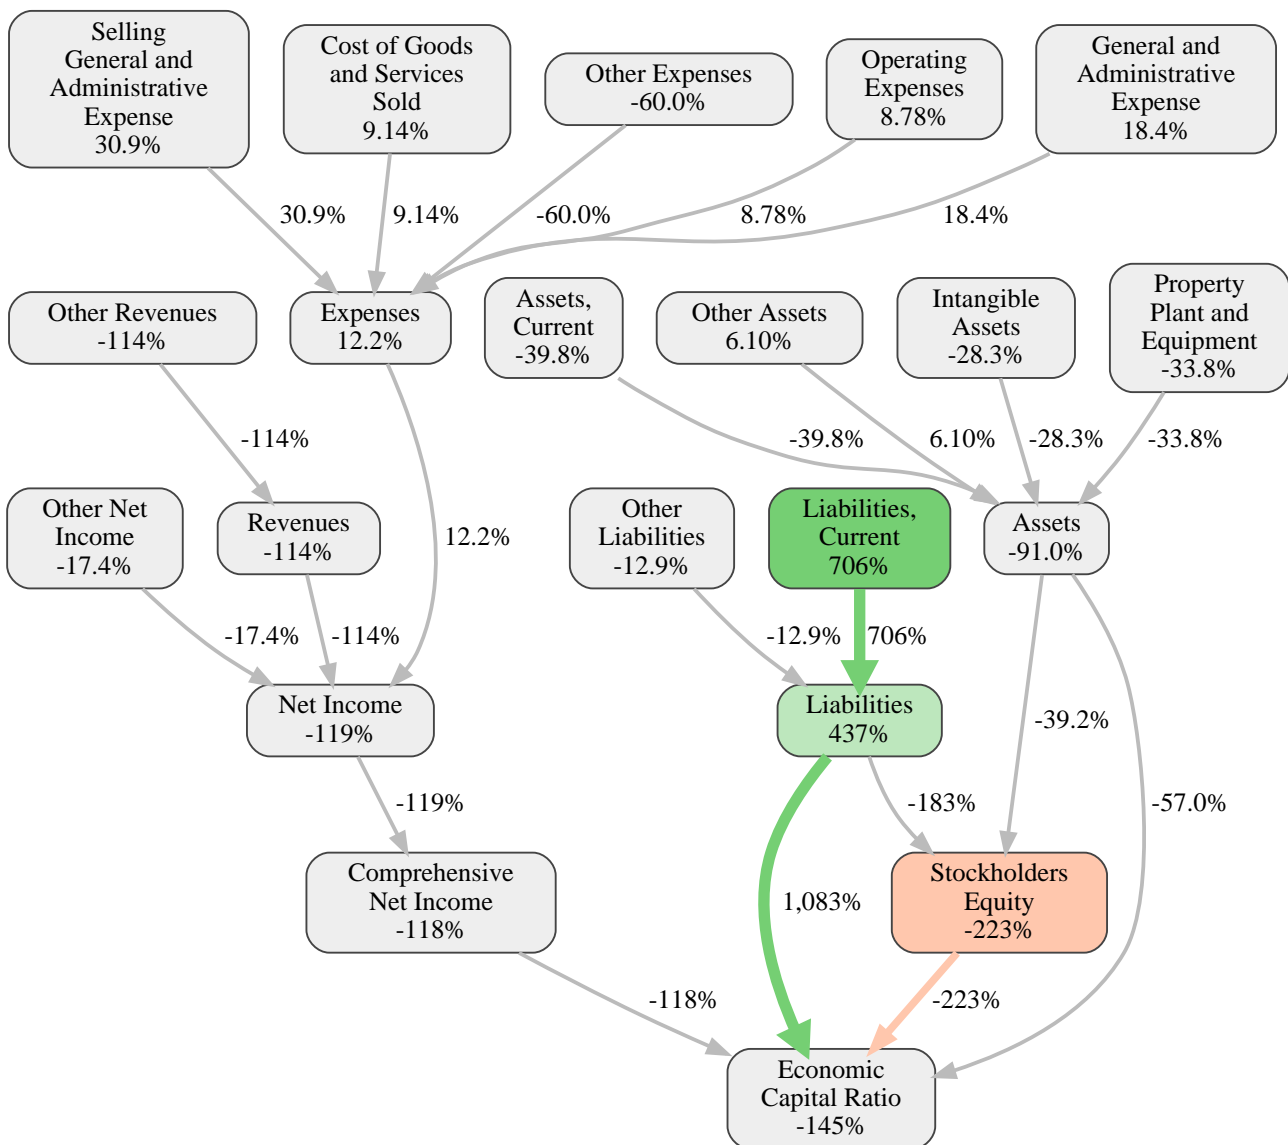 Selling
General and
Administrative
Expense
30.9%
Cost of Goods
and Services
Sold
9.14%
Other Expenses
-60.0%
Operating
Expenses
8.78%
General and
Administrative
Expense
18.4%
30.9%
9.14%
-60.0%
8.78%
18.4%
Other Revenues
-114%
Expenses
12.2%
Assets,
Current
-39.8%
Other Assets
6.10%
Intangible
Assets
-28.3%
Property
Plant and
Equipment
-33.8%
-114%
-39.8%
6.10%
-28.3%
-33.8%
Other Net
Income
-17.4%
Revenues
-114%
12.2%
Other
Liabilities
-12.9%
Liabilities,
Current
706%
Assets
-91.0%
-17.4%
-114%
-12.9%
706%
Net Income
-119%
Liabilities
437%
-39.2%
-119%
-183%
-57.0%
Comprehensive
Net Income
-118%
1,083%
Stockholders
Equity
-223%
-118%
-223%
Economic
Capital Ratio
-145%